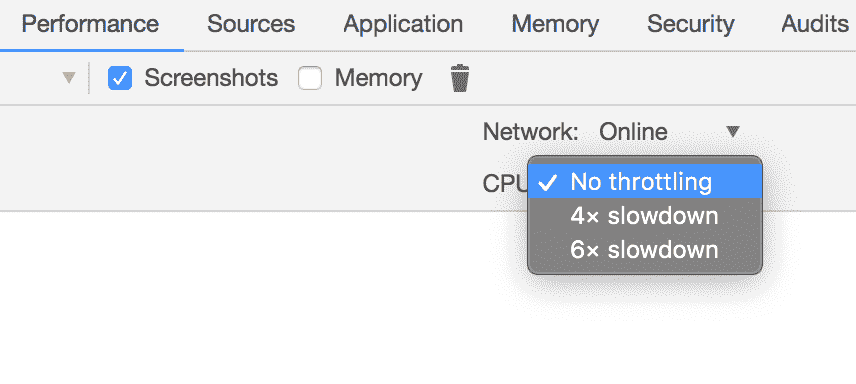 Performance Sources Application Memory Security Audits
Screenshots Memory
Network: Online
CPU No throttling
4× slowdown
6× slowdown